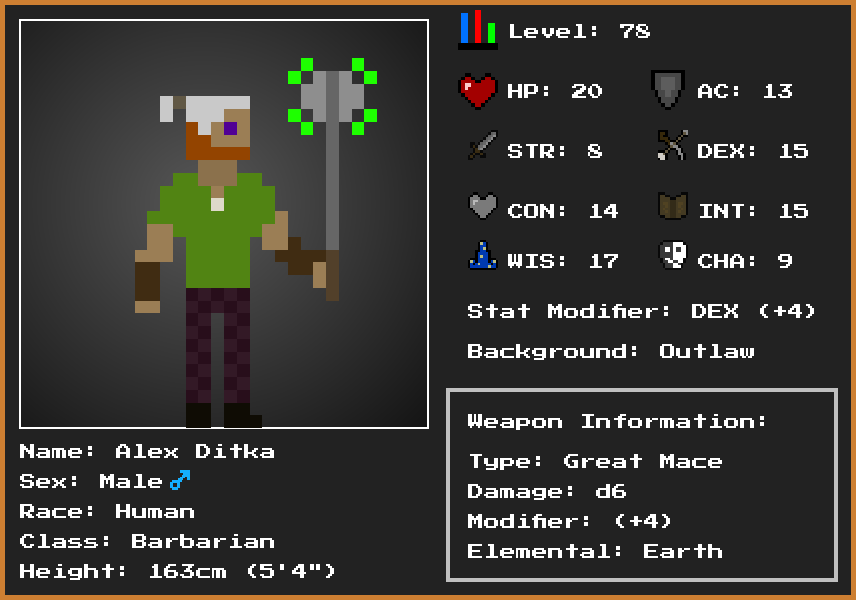 Level: 78
HP: 20
AC: 13
STR: 8
DEX: 15
CON: 14
INT: 15
WIS: 17
CHA: 9
Stat Modifier: DEX (+4)
Background: Outlaw
Weapon Information:
Type: Great Mace
Damage: d6
Modifier: (+4)
Elemental: Earth
Name: Alex Ditka
Sex: Male ♂
Race: Human
Class: Barbarian
Height: 163cm (5'4")